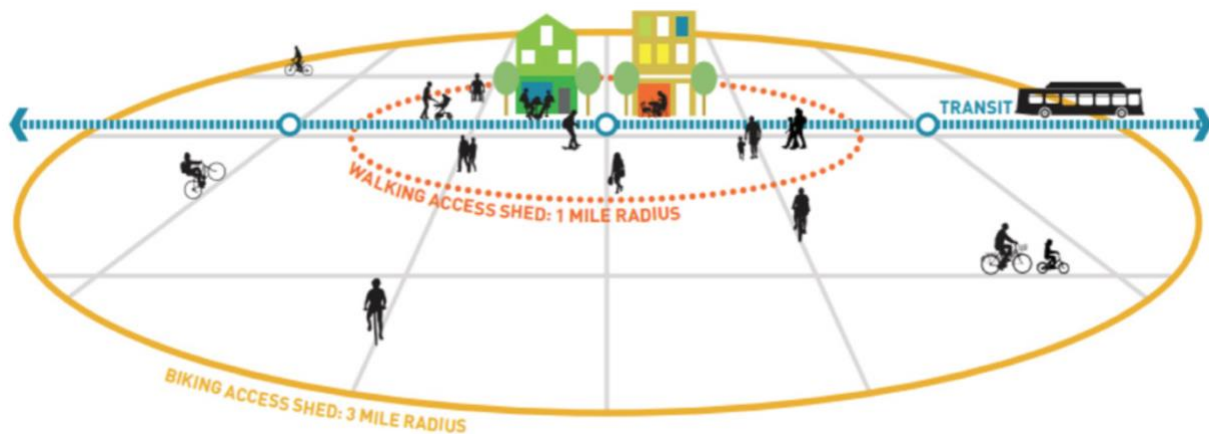 TRANSIT
WALKING ACCESS SHED: 1 MILE RADIUS
BIKING ACCESS SHED: 3 MILE RADIUS